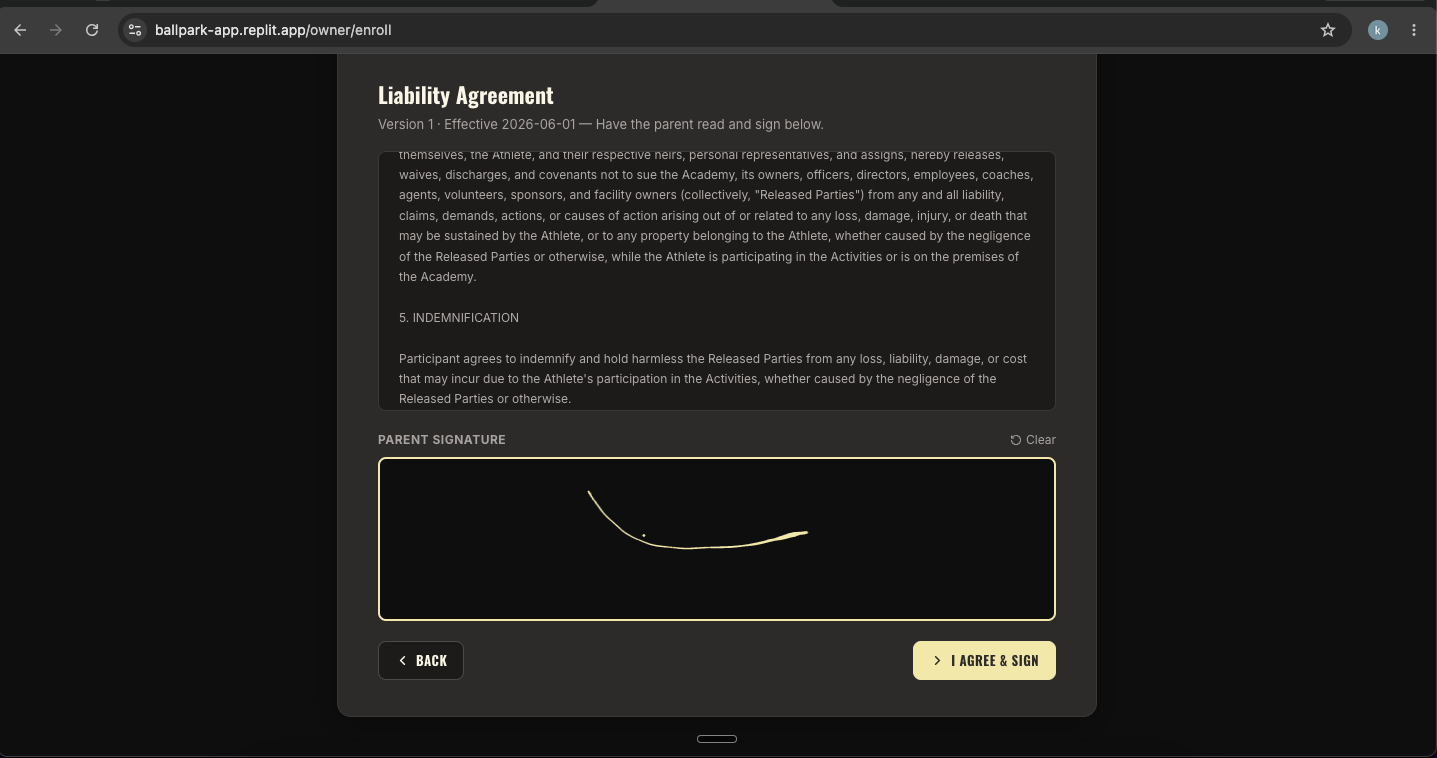 ballpark-app.replit.app/owner/enroll
k
Liability Agreement
Version 1 · Effective 2026-06-01 — Have the parent read and sign below.
themselves, the Athlete, and their respective heirs, personal representatives, and assigns, hereby releases,
waives, discharges, and covenants not to sue the Academy, its owners, officers, directors, employees, coaches,
agents, volunteers, sponsors, and facility owners (collectively, "Released Parties") from any and all liability,
claims, demands, actions, or causes of action arising out of or related to any loss, damage, injury, or death that
may be sustained by the Athlete, or to any property belonging to the Athlete, whether caused by the negligence
of the Released Parties or otherwise, while the Athlete is participating in the Activities or is on the premises of
the Academy.
5. INDEMNIFICATION
Participant agrees to indemnify and hold harmless the Released Parties from any loss, liability, damage, or cost
that may incur due to the Athlete's participation in the Activities, whether caused by the negligence of the
Released Parties or otherwise.
PARENT SIGNATURE
Clear
BACK
I AGREE & SIGN